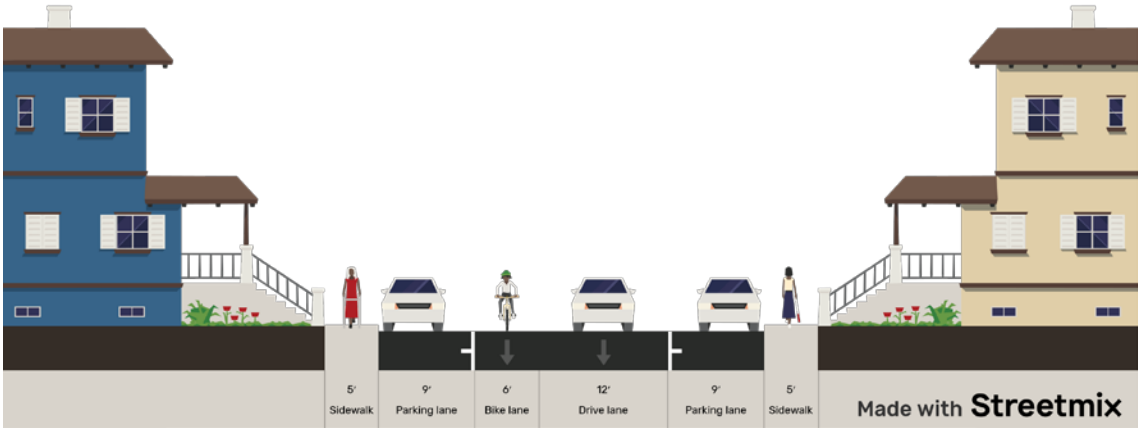 5′
Sidewalk
9′
Parking lane
6′
Bike lane
12′
Drive lane
9′
Parking lane
5′
Sidewalk
Made with Streetmix